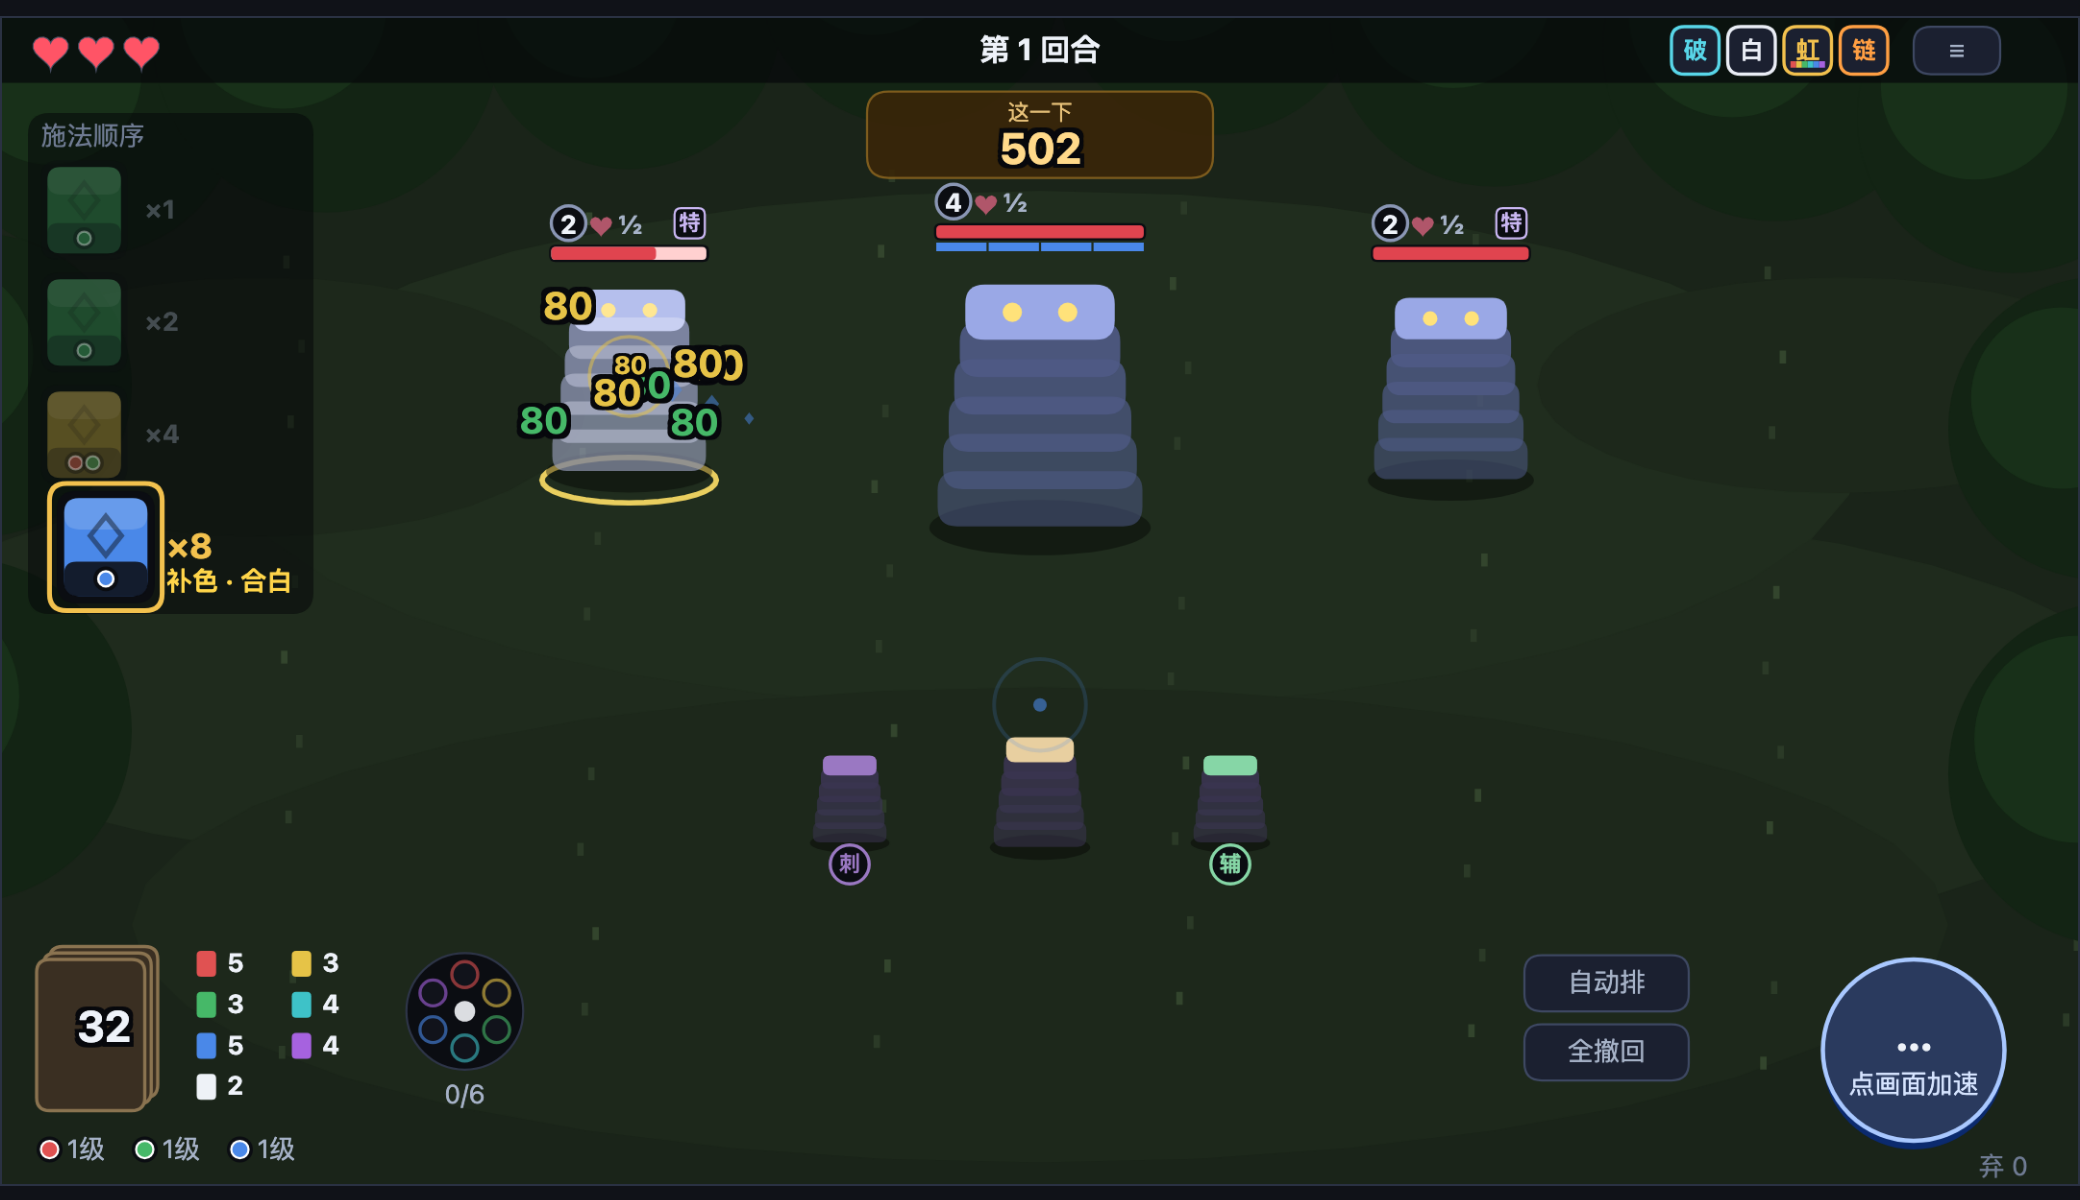 第 1 回合
破 白 虹 链 ≡
这一下
502
施法顺序
×1
×2
×4
×8
补色 · 合白
2 ½ 特
4 ½
2 ½ 特
80
80
80
80
80
80
刺
辅
32
5 3
3 4
5 4
2
0/6
1级 1级 1级
自动排
全撤回
•••
点画面加速
弃 0